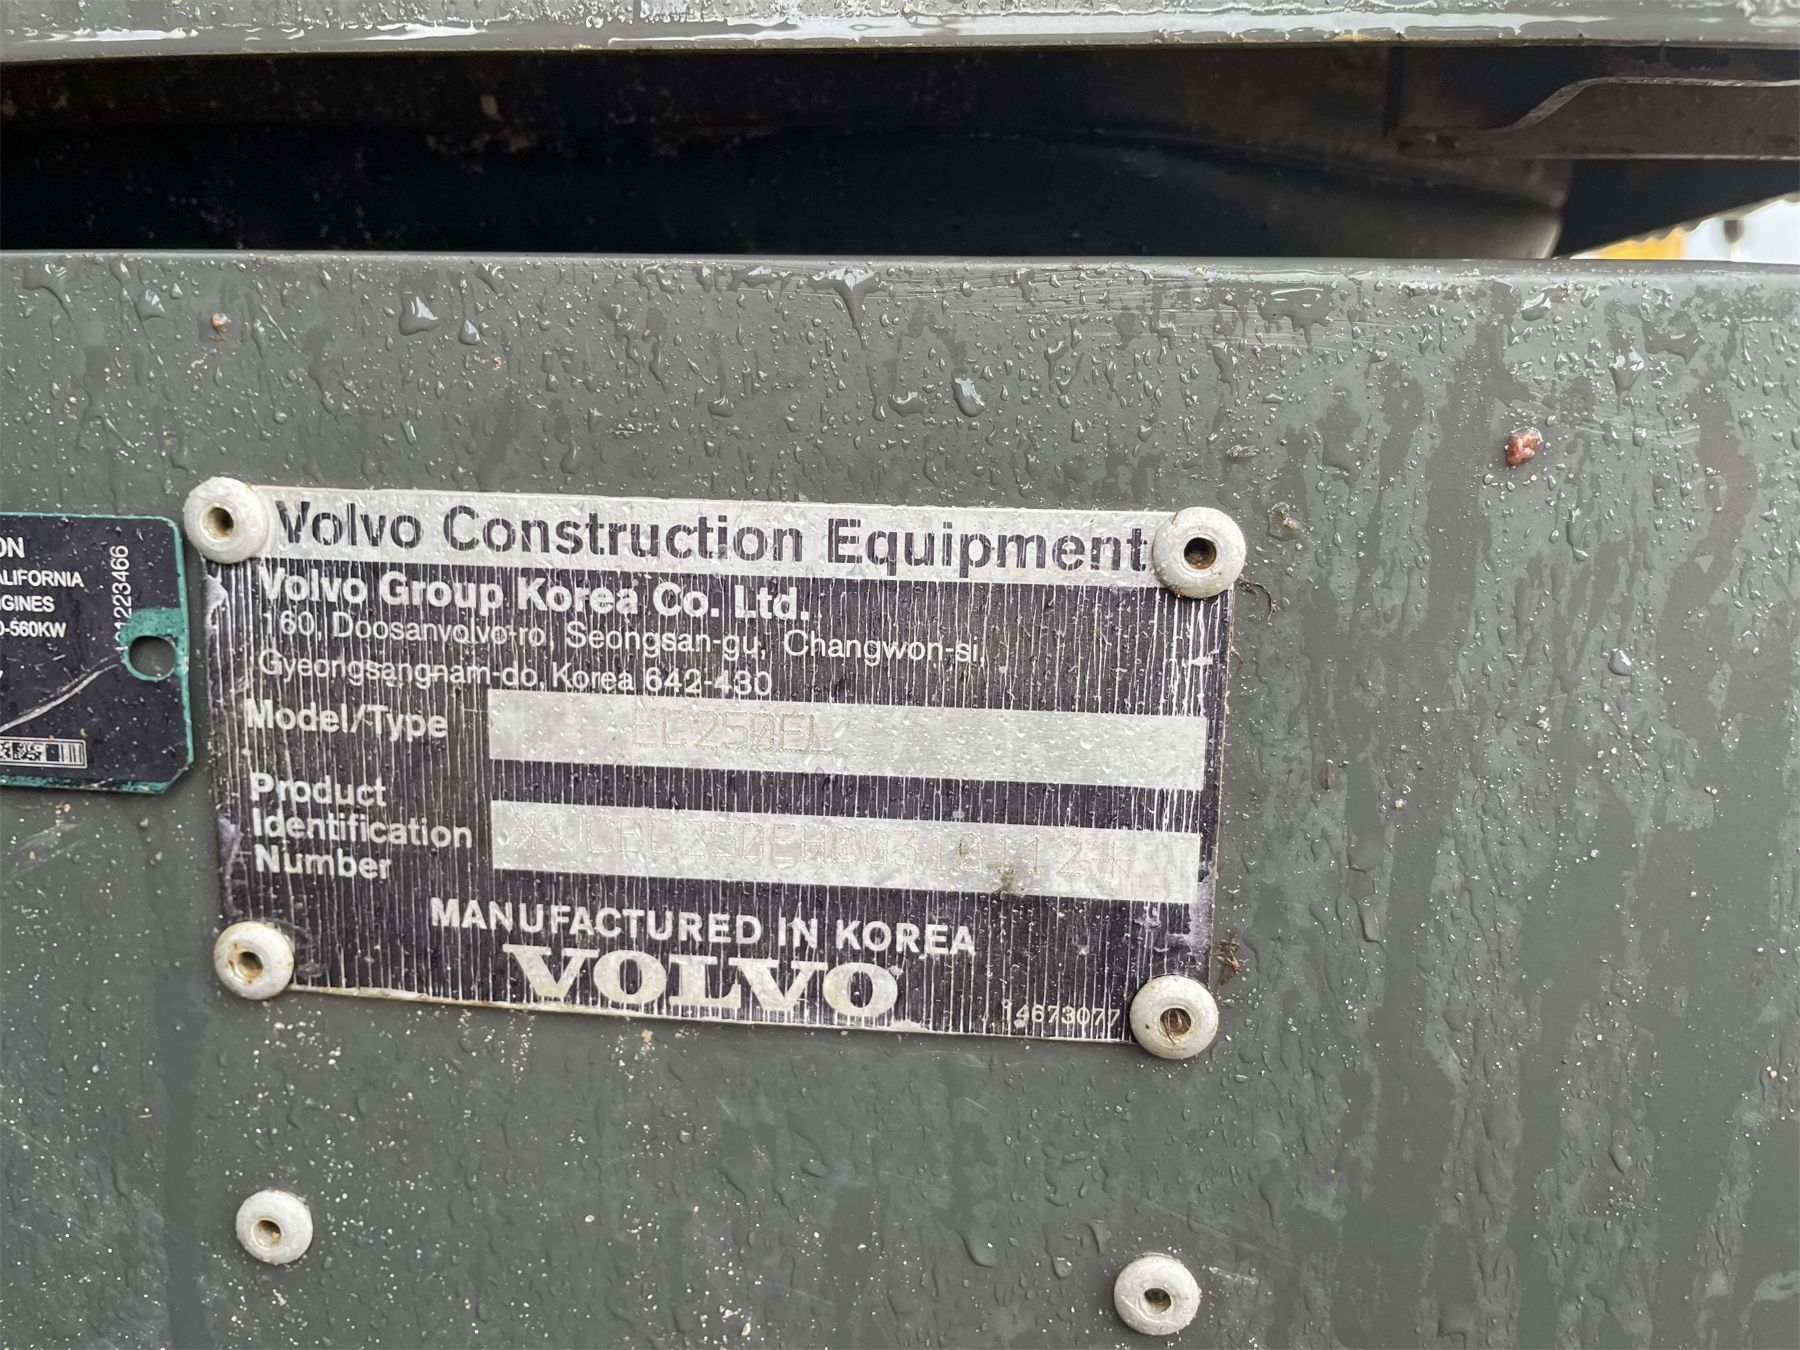 ON
ALIFORNIA
GINES
0-560KW
Volvo Construction Equipment
Volvo Group Korea Co. Ltd.
160, Doosanvolvo-ro, Seongsan-gu, Changwon-si,
Gyeongsangnam-do, Korea 642-430
Model/Type
EC250EL
Product
Identification
Number
MANUFACTURED IN KOREA
VOLVO
14673077